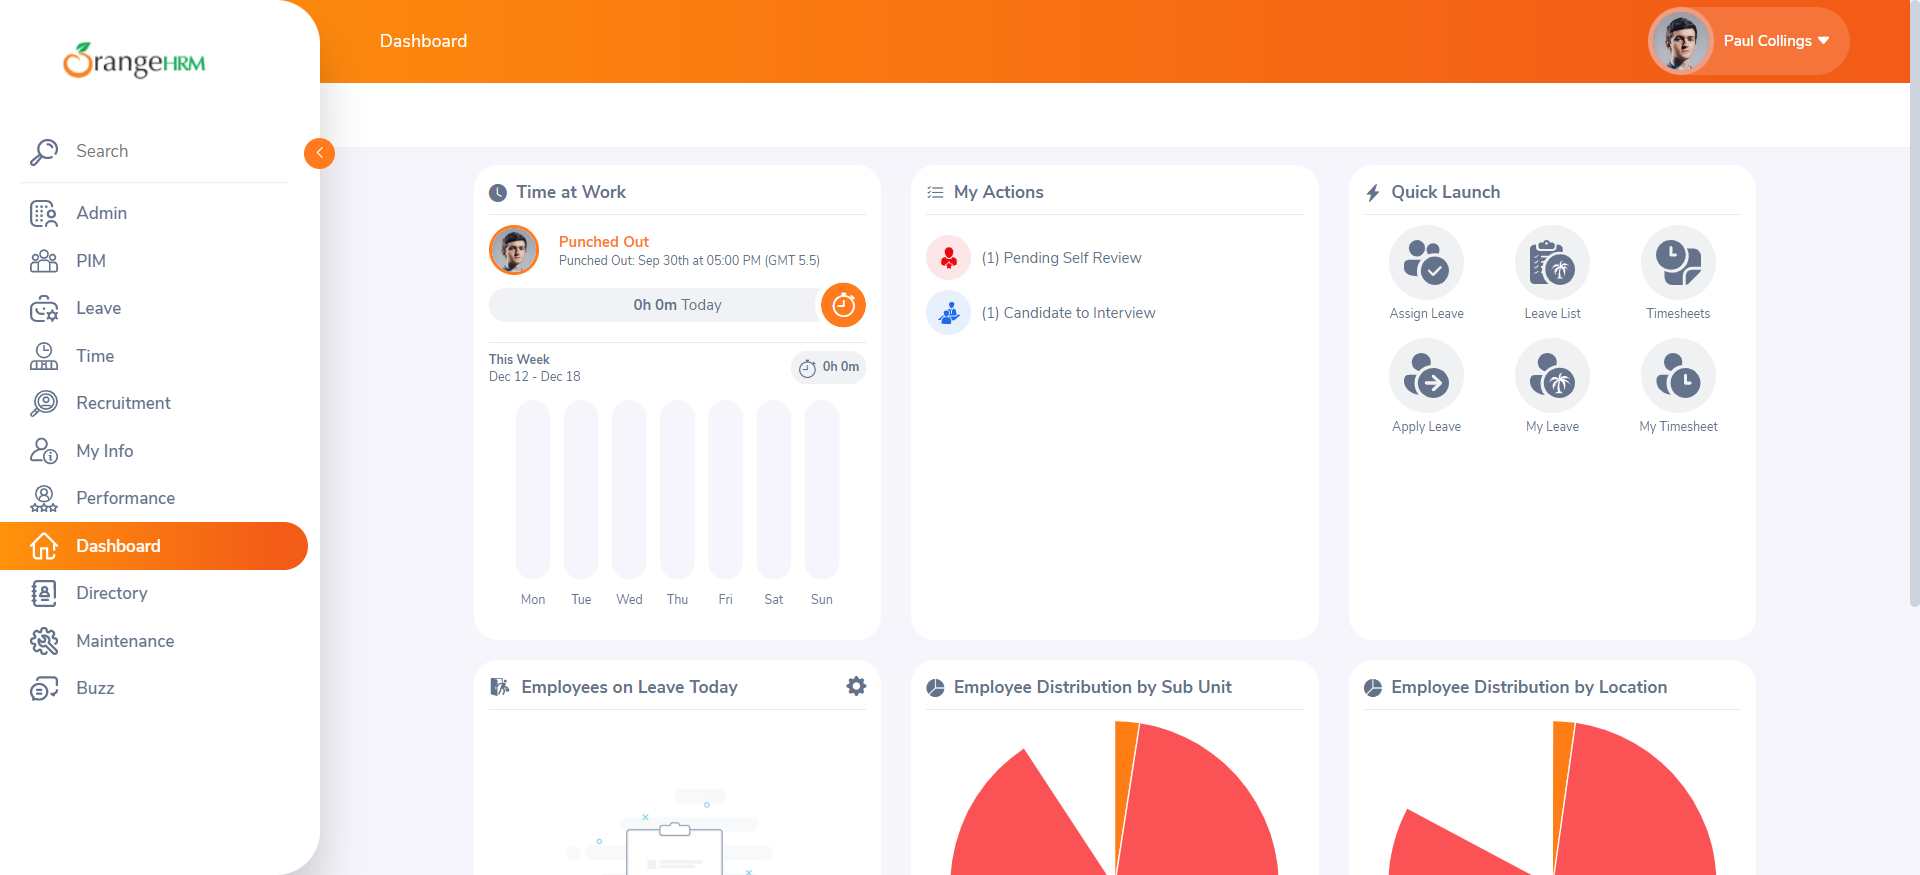 OrangeHRM
Search
Admin
PIM
Leave
Time
Recruitment
My Info
Performance
Dashboard
Directory
Maintenance
Buzz
Dashboard
Paul Collings
Time at Work
Punched Out
Punched Out: Sep 30th at 05:00 PM (GMT 5.5)
0h 0m Today
This Week
Dec 12 - Dec 18
0h 0m
Mon Tue Wed Thu Fri Sat Sun
My Actions
(1) Pending Self Review
(1) Candidate to Interview
Quick Launch
Assign Leave Leave List Timesheets
Apply Leave My Leave My Timesheet
Employees on Leave Today
Employee Distribution by Sub Unit
Employee Distribution by Location